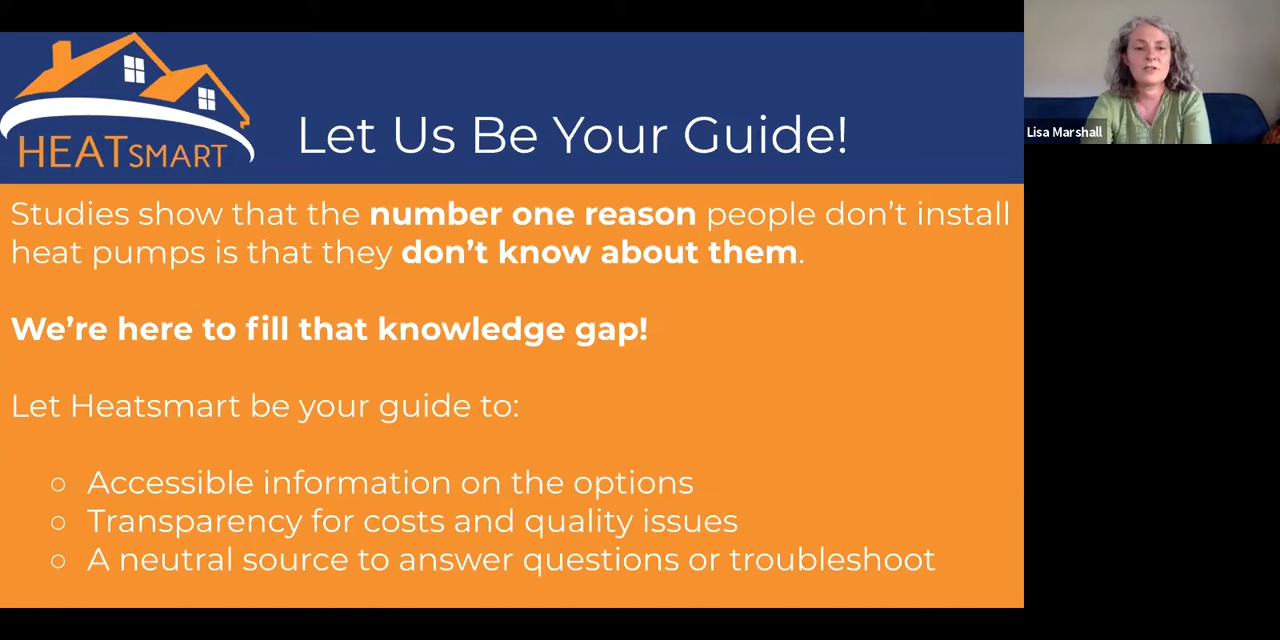 HEATSMART
Let Us Be Your Guide!
Lisa Marshall
Studies show that the number one reason people don’t install
heat pumps is that they don’t know about them.
We’re here to fill that knowledge gap!
Let Heatsmart be your guide to:
○ Accessible information on the options
○ Transparency for costs and quality issues
○ A neutral source to answer questions or troubleshoot